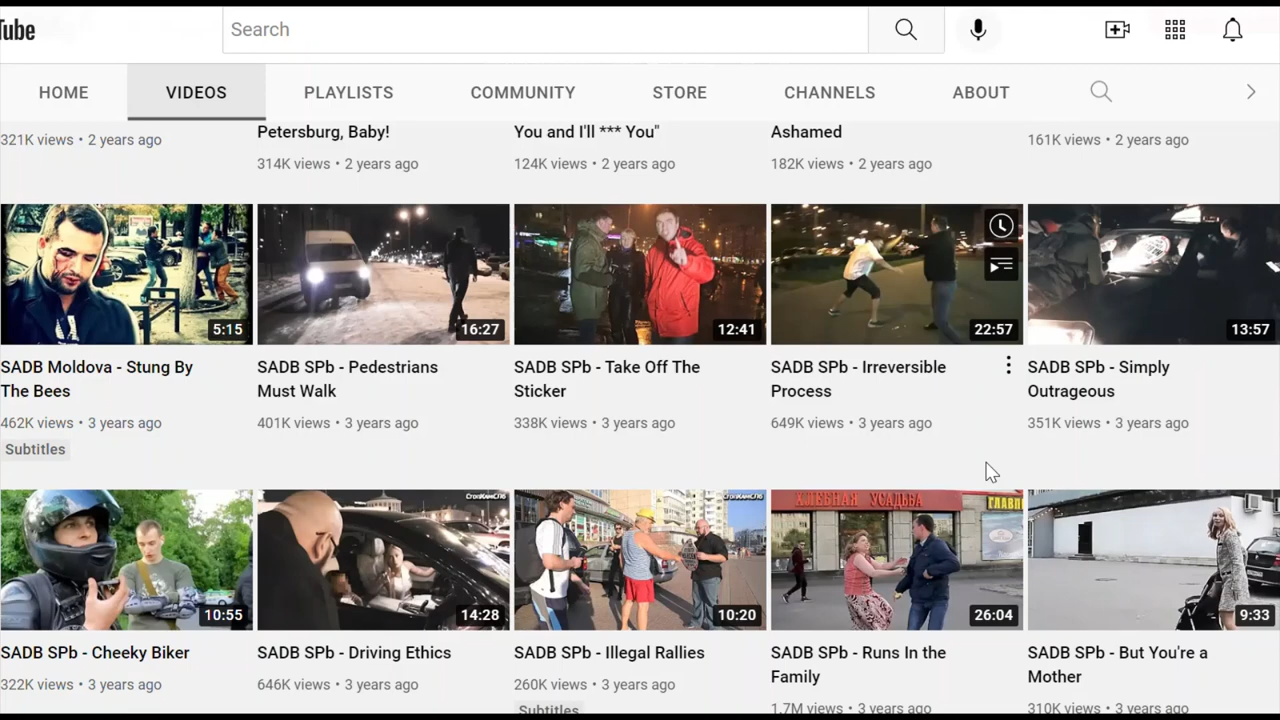 Tube
Search
HOME
VIDEOS
PLAYLISTS
COMMUNITY
STORE
CHANNELS
ABOUT
321K views • 2 years ago
Petersburg, Baby!
314K views • 2 years ago
You and I'll *** You"
124K views • 2 years ago
Ashamed
182K views • 2 years ago
161K views • 2 years ago
5:15
16:27
12:41
22:57
13:57
SADB Moldova - Stung By
The Bees
462K views • 3 years ago
Subtitles
SADB SPb - Pedestrians
Must Walk
401K views • 3 years ago
SADB SPb - Take Off The
Sticker
338K views • 3 years ago
SADB SPb - Irreversible
Process
649K views • 3 years ago
SADB SPb - Simply
Outrageous
351K views • 3 years ago
СтопХамСПб
СтопХамСПб
ХЛЕБНАЯ УСАДЬБА
10:55
14:28
10:20
26:04
9:33
SADB SPb - Cheeky Biker
322K views • 3 years ago
SADB SPb - Driving Ethics
646K views • 3 years ago
SADB SPb - Illegal Rallies
260K views • 3 years ago
Subtitles
SADB SPb - Runs In the
Family
1.7M views • 3 years ago
SADB SPb - But You're a
Mother
310K views • 3 years ago